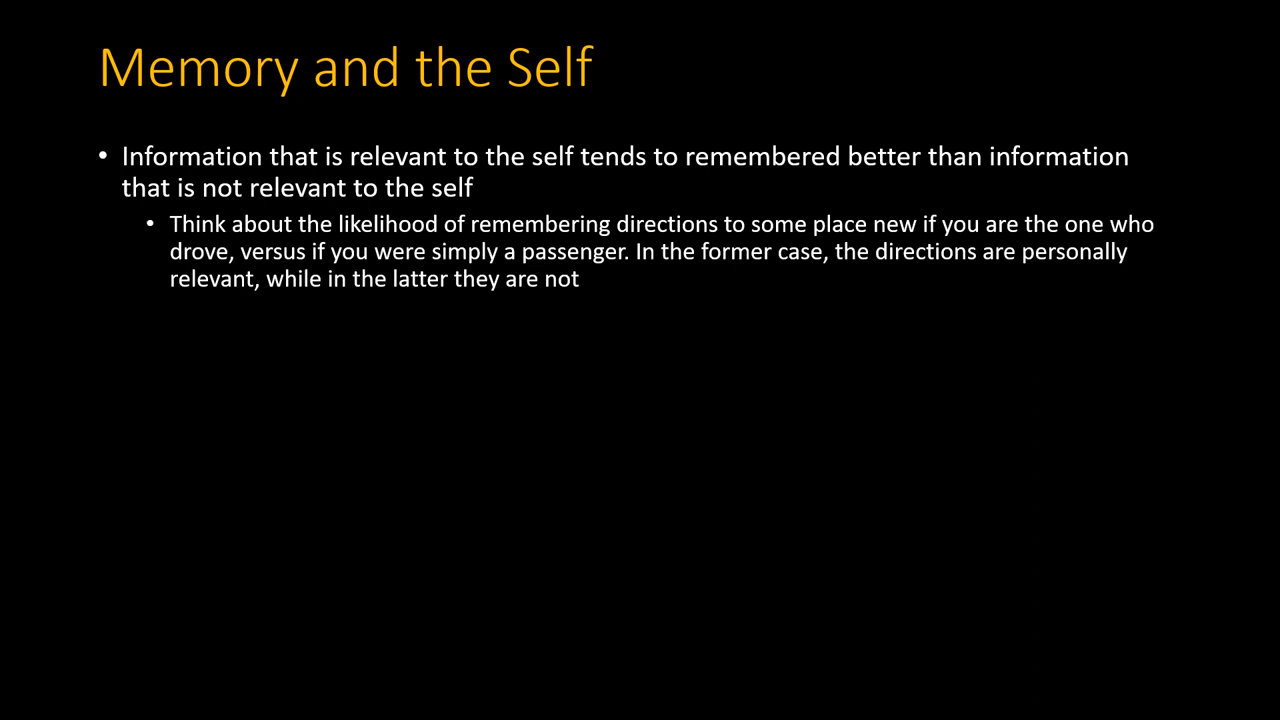 Memory and the Self
• Information that is relevant to the self tends to remembered better than information
that is not relevant to the self
• Think about the likelihood of remembering directions to some place new if you are the one who
drove, versus if you were simply a passenger. In the former case, the directions are personally
relevant, while in the latter they are not